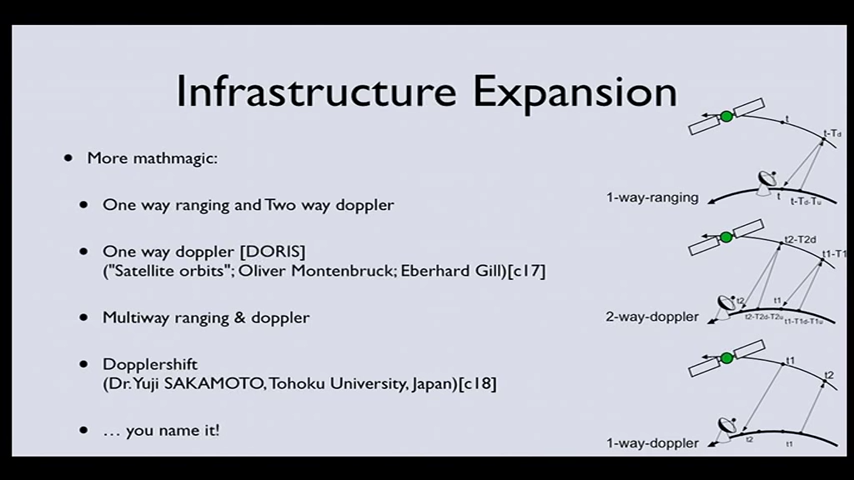 Infrastructure Expansion
More mathmagic:
One way ranging and Two way doppler
One way doppler [DORIS]
("Satellite orbits"; Oliver Montenbruck; Eberhard Gill)[c17]
Multiway ranging & doppler
Dopplershift
(Dr. Yuji SAKAMOTO, Tohoku University, Japan)[c18]
… you name it!
t
t-Td
1-way-ranging
t
t-Td-Tu
t2-T2d
t1-T1
2-way-doppler
t2
t1
t2-T2d-T2u
t1-T1d-T1u
t1
t2
1-way-doppler
t2
t1